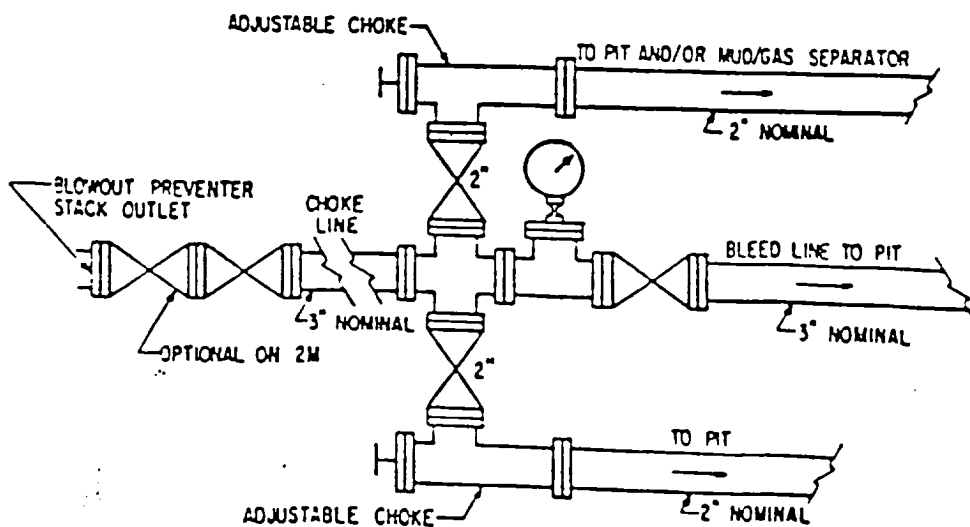 ADJUSTABLE CHOKE
TO PIT AND/OR MUD/GAS SEPARATOR
2" NOMINAL
2"
BLOWOUT PREVENTER
STACK OUTLET
CHOKE
LINE
BLEED LINE TO PIT
3" NOMINAL
3" NOMINAL
OPTIONAL ON 2M
2"
TO PIT
ADJUSTABLE CHOKE
2" NOMINAL